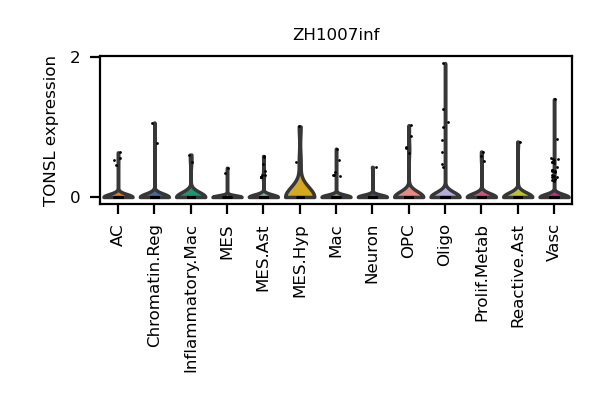 ZH1007inf
TONSL expression
2
0
AC
Chromatin.Reg
Inflammatory.Mac
MES
MES.Ast
MES.Hyp
Mac
Neuron
OPC
Oligo
Prolif.Metab
Reactive.Ast
Vasc